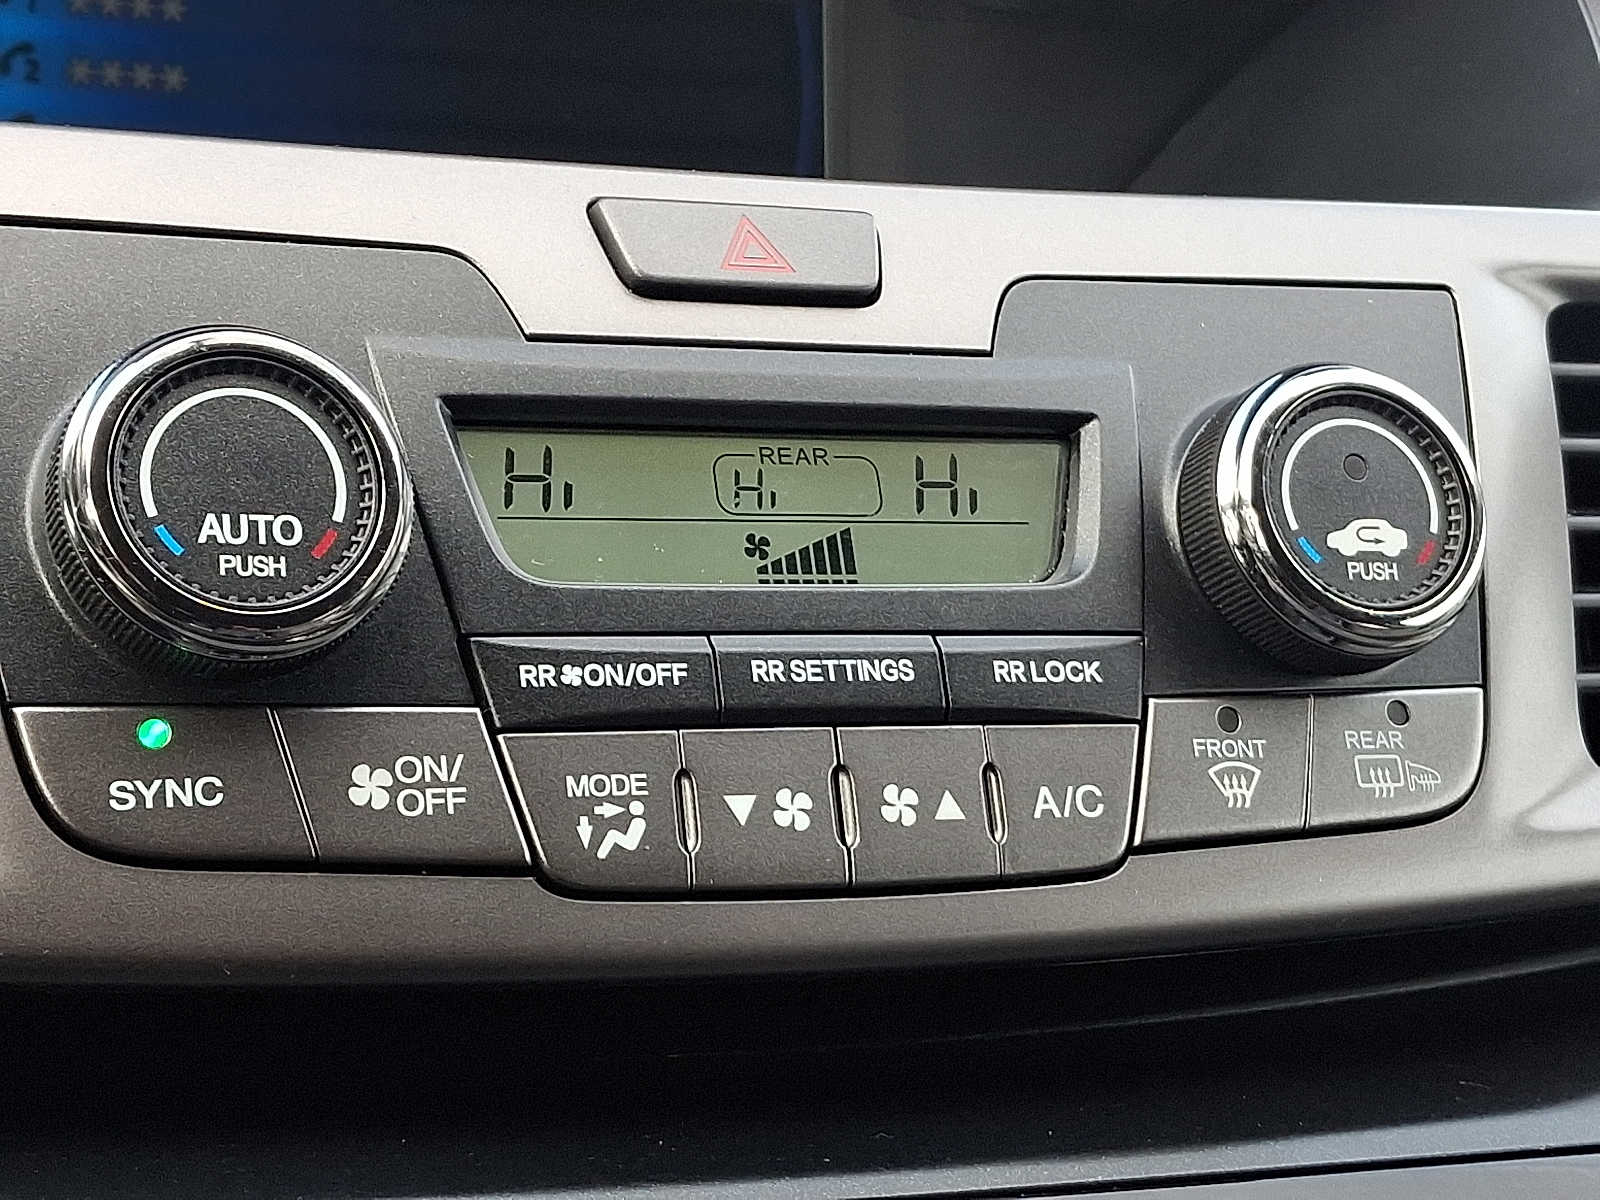 ****
2 ****
Hi
REAR
Hi
Hi
AUTO
PUSH
PUSH
RR ON/OFF
RR SETTINGS
RR LOCK
SYNC
ON/
OFF
MODE
A/C
FRONT
REAR